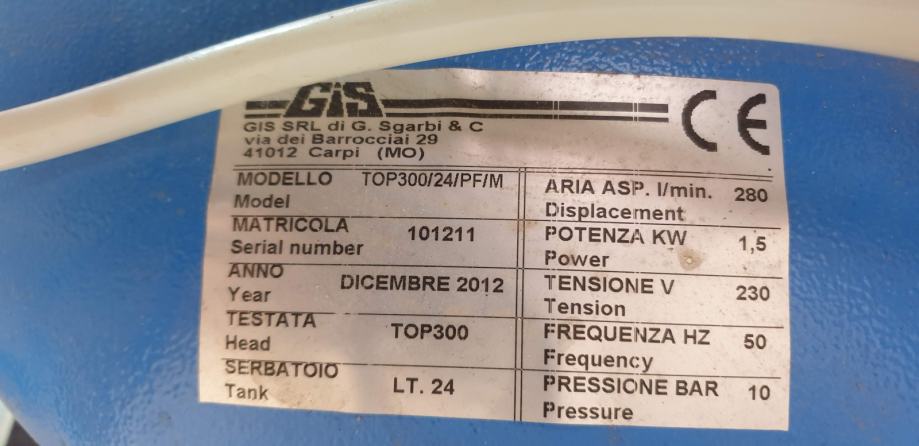 GIS
GIS SRL di G. Sgarbi & C
via dei Barrocciai 29
41012 Carpi (MO)
CE
MODELLO TOP300/24/PF/M
Model
MATRICOLA 101211
Serial number
ANNO DICEMBRE 2012
Year
TESTATA TOP300
Head
SERBATOIO LT. 24
Tank
ARIA ASP. l/min. 280
Displacement
POTENZA KW 1,5
Power
TENSIONE V 230
Tension
FREQUENZA HZ 50
Frequency
PRESSIONE BAR 10
Pressure